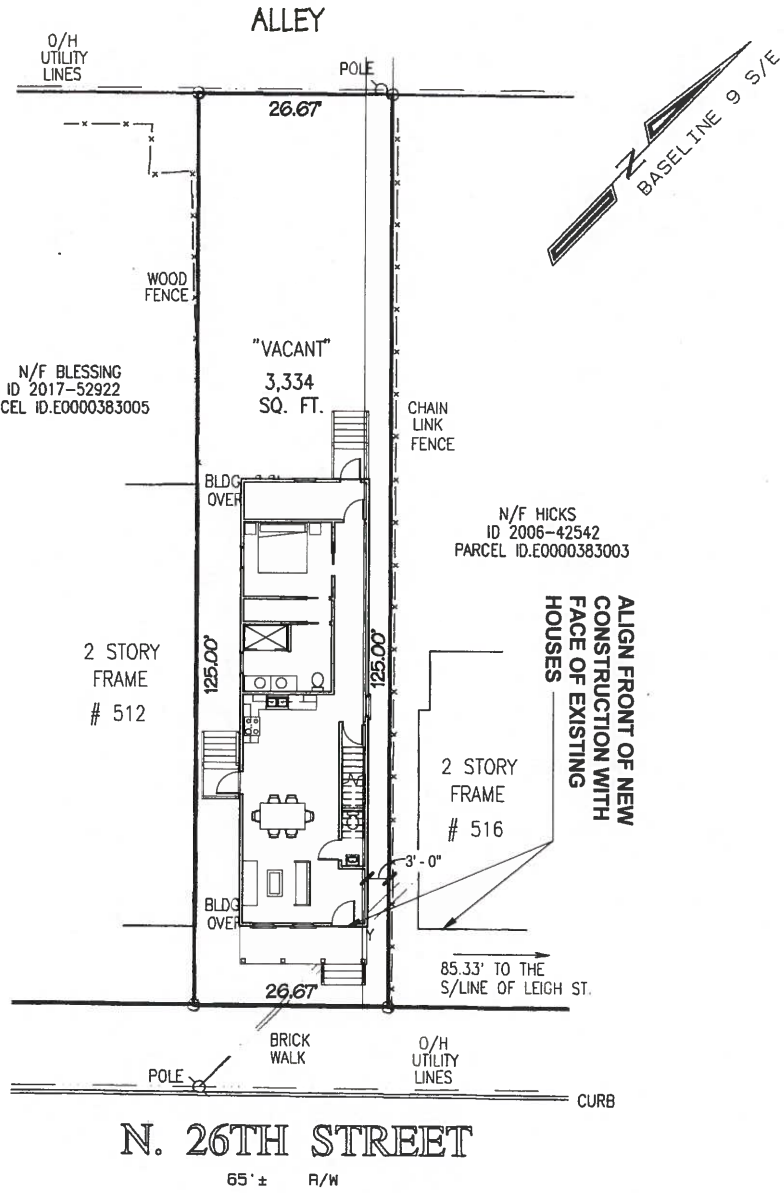 ALLEY
O/H
UTILITY
LINES
POLE
26.67'
BASELINE 9 S/E
N
WOOD
FENCE
"VACANT"
3,334
SQ. FT.
N/F BLESSING
ID 2017-52922
CEL ID.E0000383005
CHAIN
LINK
FENCE
BLDG
OVER
N/F HICKS
ID 2006-42542
PARCEL ID.E0000383003
ALIGN FRONT OF NEW
CONSTRUCTION WITH
FACE OF EXISTING
HOUSES
125.00'
125.00'
2 STORY
FRAME
# 512
2 STORY
FRAME
# 516
3'-0"
BLDG
OVER
Y
85.33' TO THE
S/LINE OF LEIGH ST.
26.67'
BRICK
WALK
O/H
UTILITY
LINES
POLE
CURB
N. 26TH STREET
65'± R/W